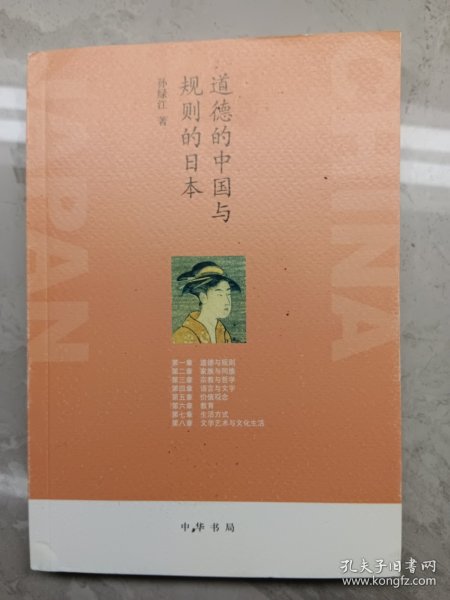 道德的中国与
规则的日本
孙绿江 著
CHINA
JAPAN
第一章 道德与规则
第二章 家族与同族
第三章 宗教与哲学
第四章 语言与文字
第五章 价值观念
第六章 教育
第七章 生活方式
第八章 文学艺术与文化生活
中华书局
孔夫子旧书网
www.kongfz.com